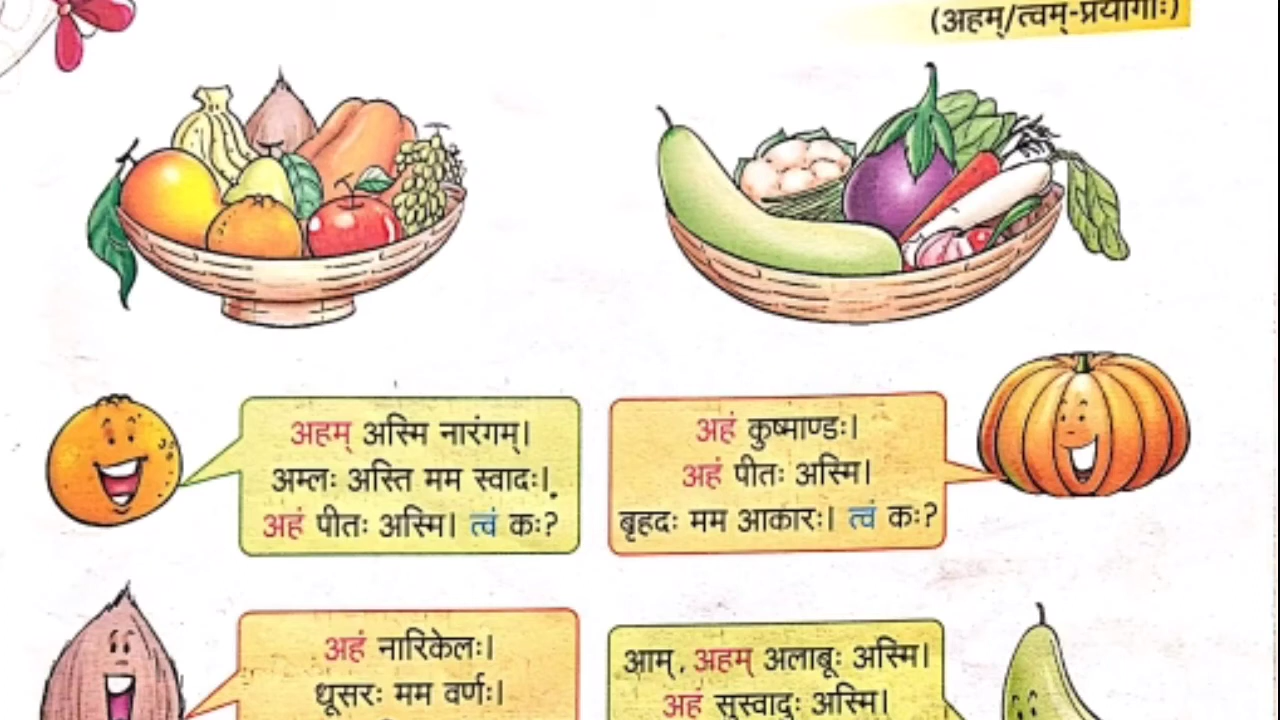 (अहम्/त्वम्-प्रयोगाः)
अहम् अस्मि नारंगम्।
अम्लः अस्ति मम स्वादः।
अहं पीतः अस्मि। त्वं कः?
अहं कुष्माण्डः।
अहं पीतः अस्मि।
बृहदः मम आकारः। त्वं कः?
अहं नारिकेलः।
धूसरः मम वर्णः।
आम्, अहम् अलाबूः अस्मि।
अहं सुस्वादुः अस्मि।